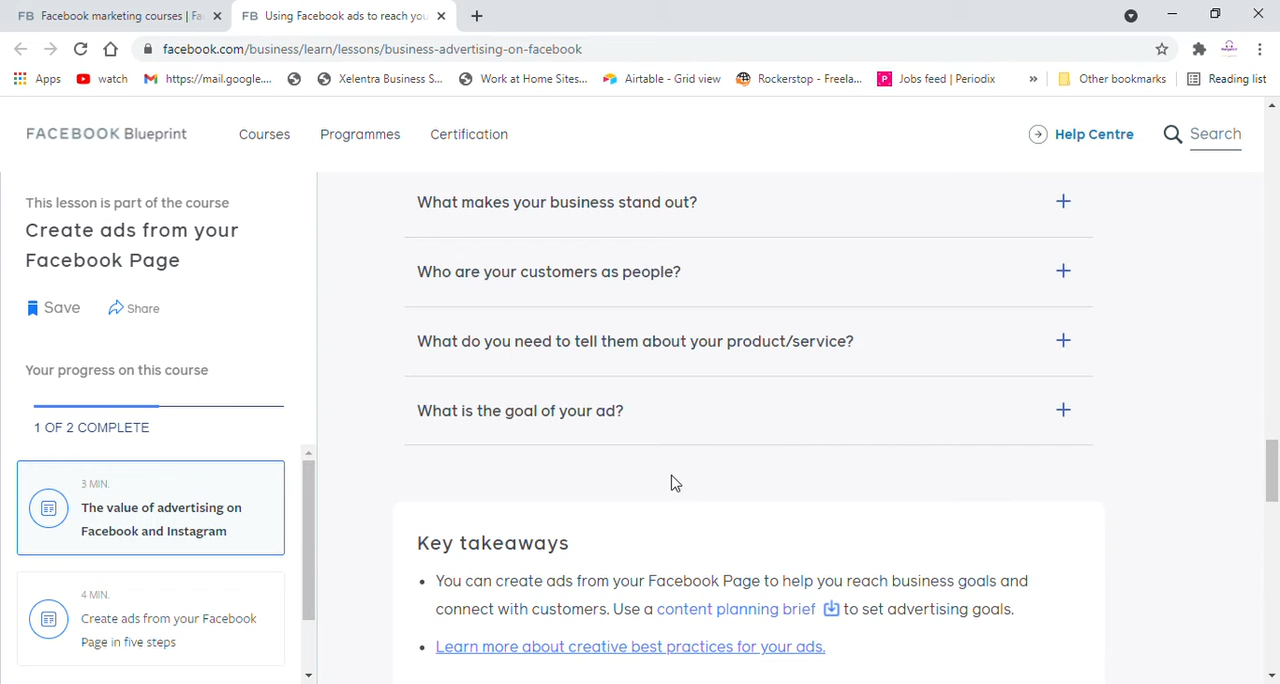 FB Facebook marketing courses | Fa
FB Using Facebook ads to reach you
facebook.com/business/learn/lessons/business-advertising-on-facebook
Apps watch https://mail.google.... Xelentra Business S... Work at Home Sites... Airtable - Grid view Rockerstop - Freela... Jobs feed | Periodix » Other bookmarks Reading list
FACEBOOK Blueprint Courses Programmes Certification Help Centre Search
This lesson is part of the course
Create ads from your
Facebook Page
Save Share
Your progress on this course
1 OF 2 COMPLETE
3 MIN.
The value of advertising on
Facebook and Instagram
4 MIN.
Create ads from your Facebook
Page in five steps
What makes your business stand out?
Who are your customers as people?
What do you need to tell them about your product/service?
What is the goal of your ad?
Key takeaways
• You can create ads from your Facebook Page to help you reach business goals and
connect with customers. Use a content planning brief to set advertising goals.
• Learn more about creative best practices for your ads.